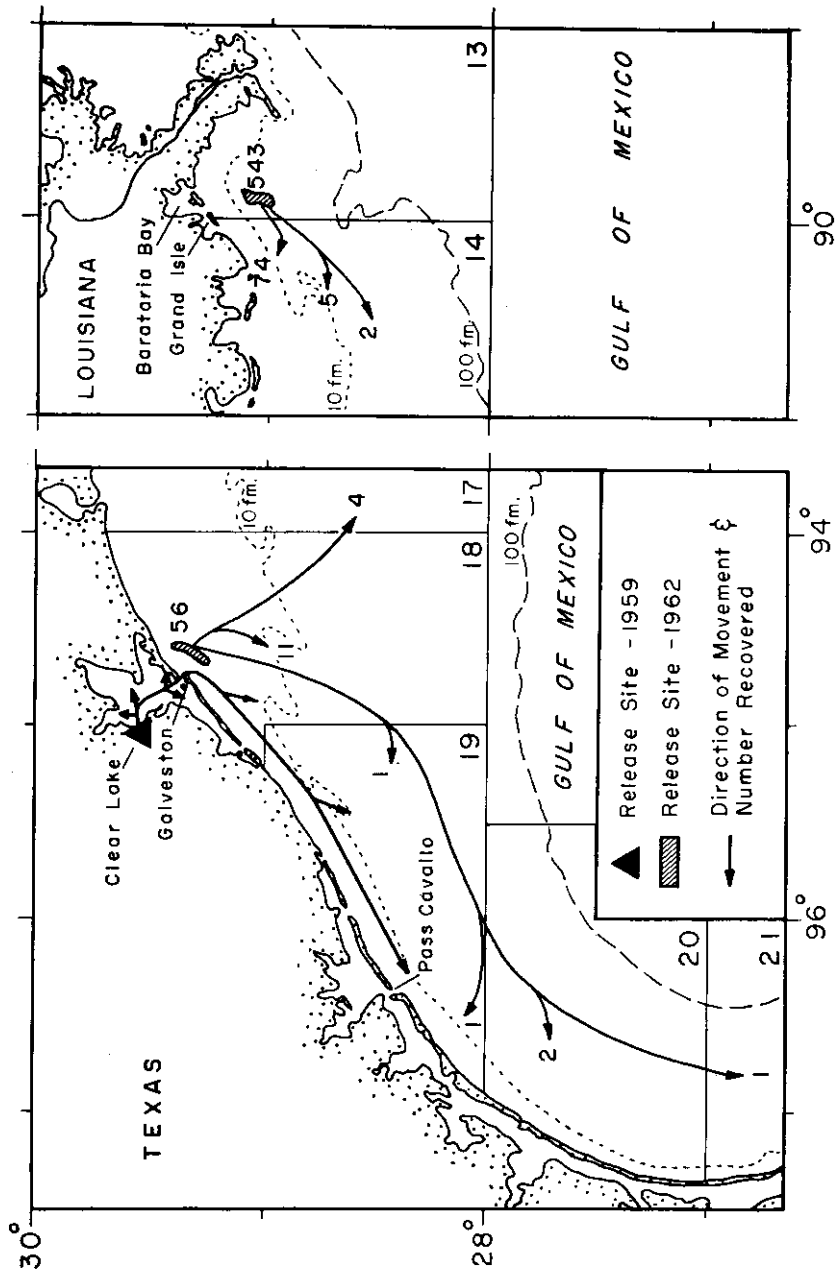 TEXAS
Clear Lake
Galveston
56
10 fm.
11
4
18
17
1
19
Pass Cavallo
1
2
1
20
21
GULF OF MEXICO
100 fm.
Release Site - 1959
Release Site - 1962
Direction of Movement &
Number Recovered
30°
28°
96°
94°
LOUISIANA
Barataria Bay
Grand Isle
543
74
5
2
10 fm.
100 fm.
14
13
GULF OF MEXICO
90°